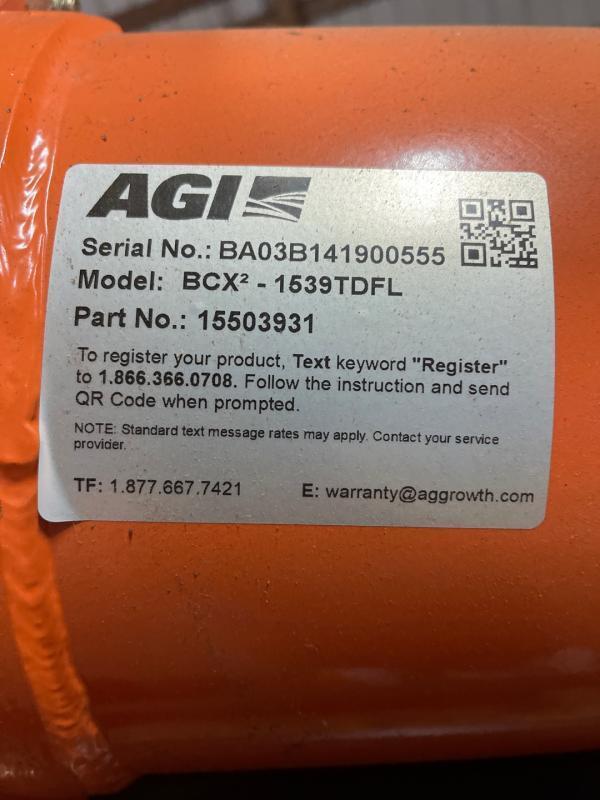 AGI
Serial No.: BA03B141900555
Model: BCX² - 1539TDFL
Part No.: 15503931
To register your product, Text keyword "Register"
to 1.866.366.0708. Follow the instruction and send
QR Code when prompted.
NOTE: Standard text message rates may apply. Contact your service
provider.
TF: 1.877.667.7421 E: warranty@aggrowth.com